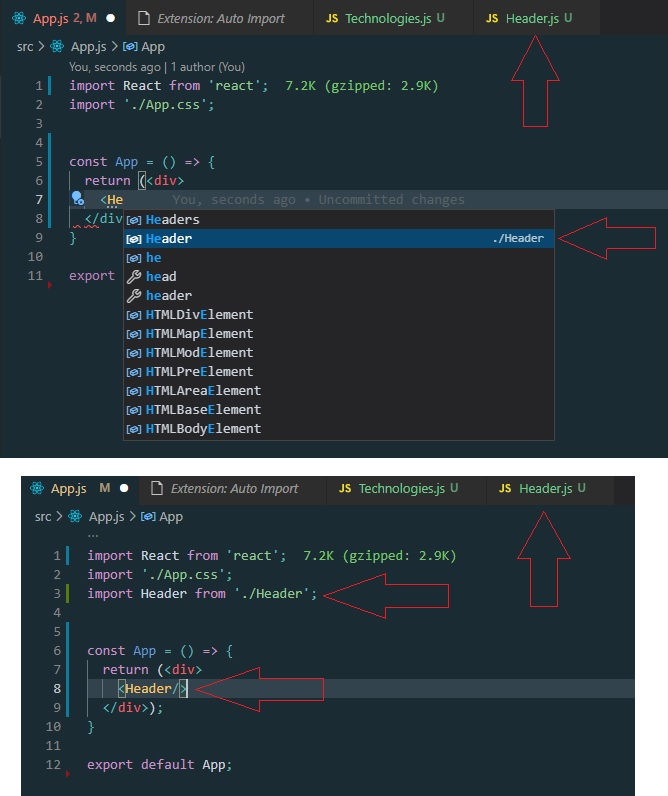 App.js 2, M ● Extension: Auto Import JS Technologies.js U JS Header.js U
src > App.js > App
You, seconds ago | 1 author (You)
1 import React from 'react'; 7.2K (gzipped: 2.9K)
2 import './App.css';
3
4
5 const App = () => {
6 return (<div>
7 <He You, seconds ago • Uncommitted changes
8 </div
9 }
10
11 export
Headers
Header ./Header
he
head
header
HTMLDivElement
HTMLMapElement
HTMLModElement
HTMLPreElement
HTMLAreaElement
HTMLBaseElement
HTMLBodyElement
App.js M ● Extension: Auto Import JS Technologies.js U JS Header.js U
src > App.js > App
...
1 import React from 'react'; 7.2K (gzipped: 2.9K)
2 import './App.css';
3 import Header from './Header';
4
5
6 const App = () => {
7 return (<div>
8 <Header/>
9 </div>);
10 }
11
12 export default App;